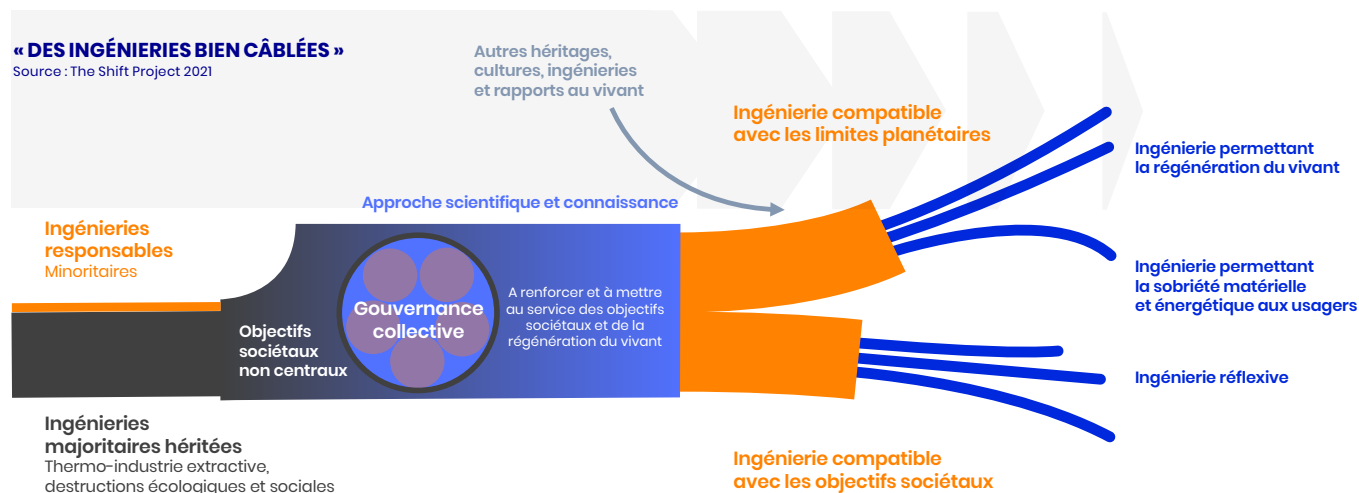 « DES INGÉNIERIES BIEN CÂBLÉES »
Source : The Shift Project 2021
Autres héritages,
cultures, ingénieries
et rapports au vivant
Ingénierie compatible
avec les limites planétaires
Ingénierie permettant
la régénération du vivant
Approche scientifique et connaissance
Ingénieries
responsables
Minoritaires
Objectifs
sociétaux
non centraux
Gouvernance
collective
A renforcer et à mettre
au service des objectifs
sociétaux et de la
régénération du vivant
Ingénierie permettant
la sobriété matérielle
et énergétique aux usagers
Ingénierie réflexive
Ingénieries
majoritaires héritées
Thermo-industrie extractive,
destructions écologiques et sociales
Ingénierie compatible
avec les objectifs sociétaux